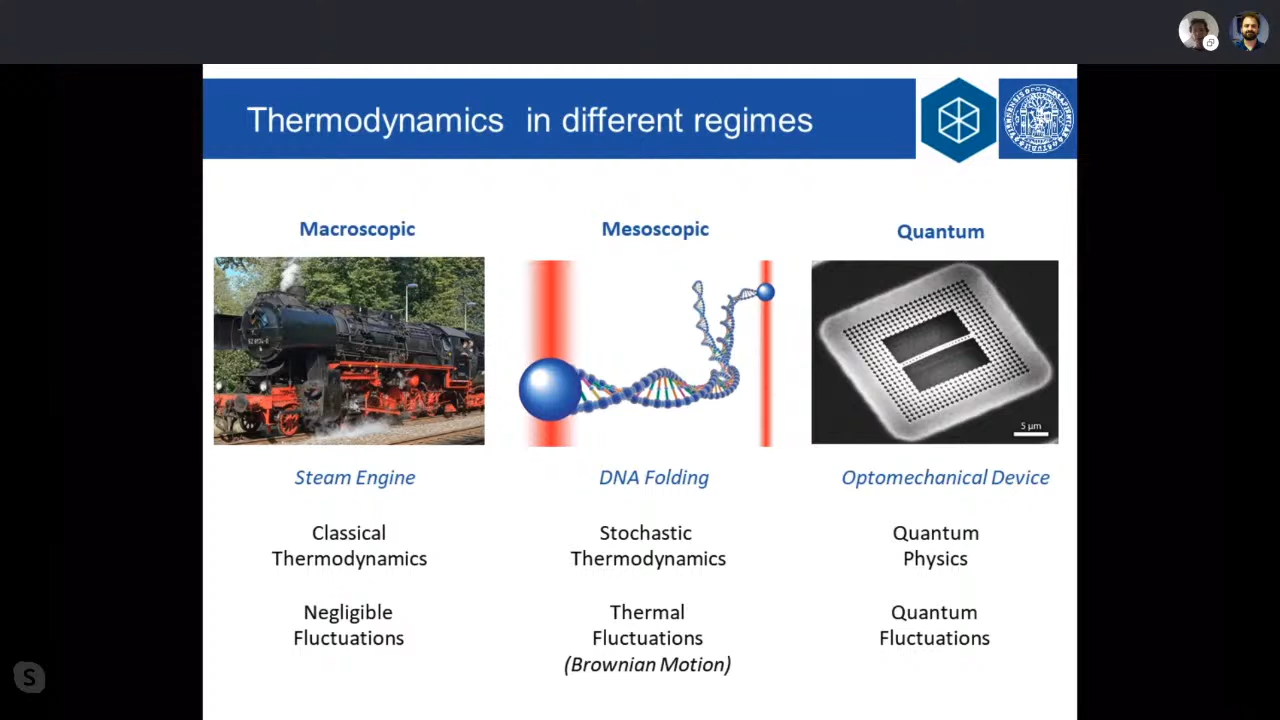 Thermodynamics in different regimes
Macroscopic
Mesoscopic
Quantum
5 µm
Steam Engine
DNA Folding
Optomechanical Device
Classical
Thermodynamics
Stochastic
Thermodynamics
Quantum
Physics
Negligible
Fluctuations
Thermal
Fluctuations
(Brownian Motion)
Quantum
Fluctuations
S